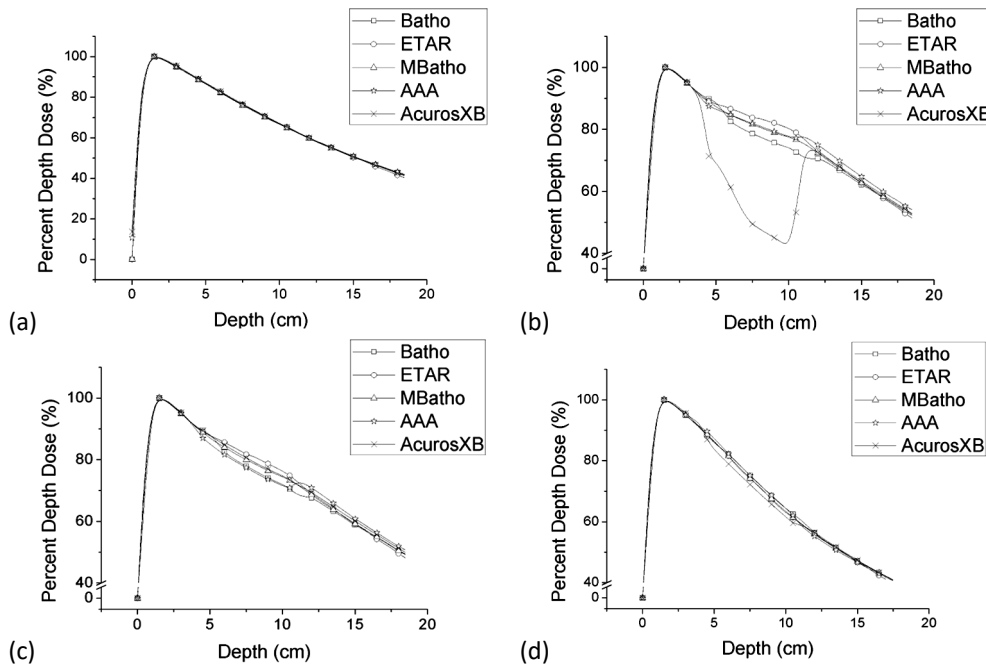 Batho
ETAR
MBatho
AAA
AcurosXB
Percent Depth Dose (%)
100
80
60
40
20
0
0
5
10
15
20
Depth (cm)
(a)
Batho
ETAR
MBatho
AAA
AcurosXB
Percent Depth Dose (%)
100
80
60
40
0
0
5
10
15
20
Depth (cm)
(b)
Batho
ETAR
MBatho
AAA
AcurosXB
Percent Depth Dose (%)
100
80
60
40
0
0
5
10
15
20
Depth (cm)
(c)
Batho
ETAR
MBatho
AAA
AcurosXB
Percent Depth Dose (%)
100
80
60
40
0
0
5
10
15
20
Depth (cm)
(d)